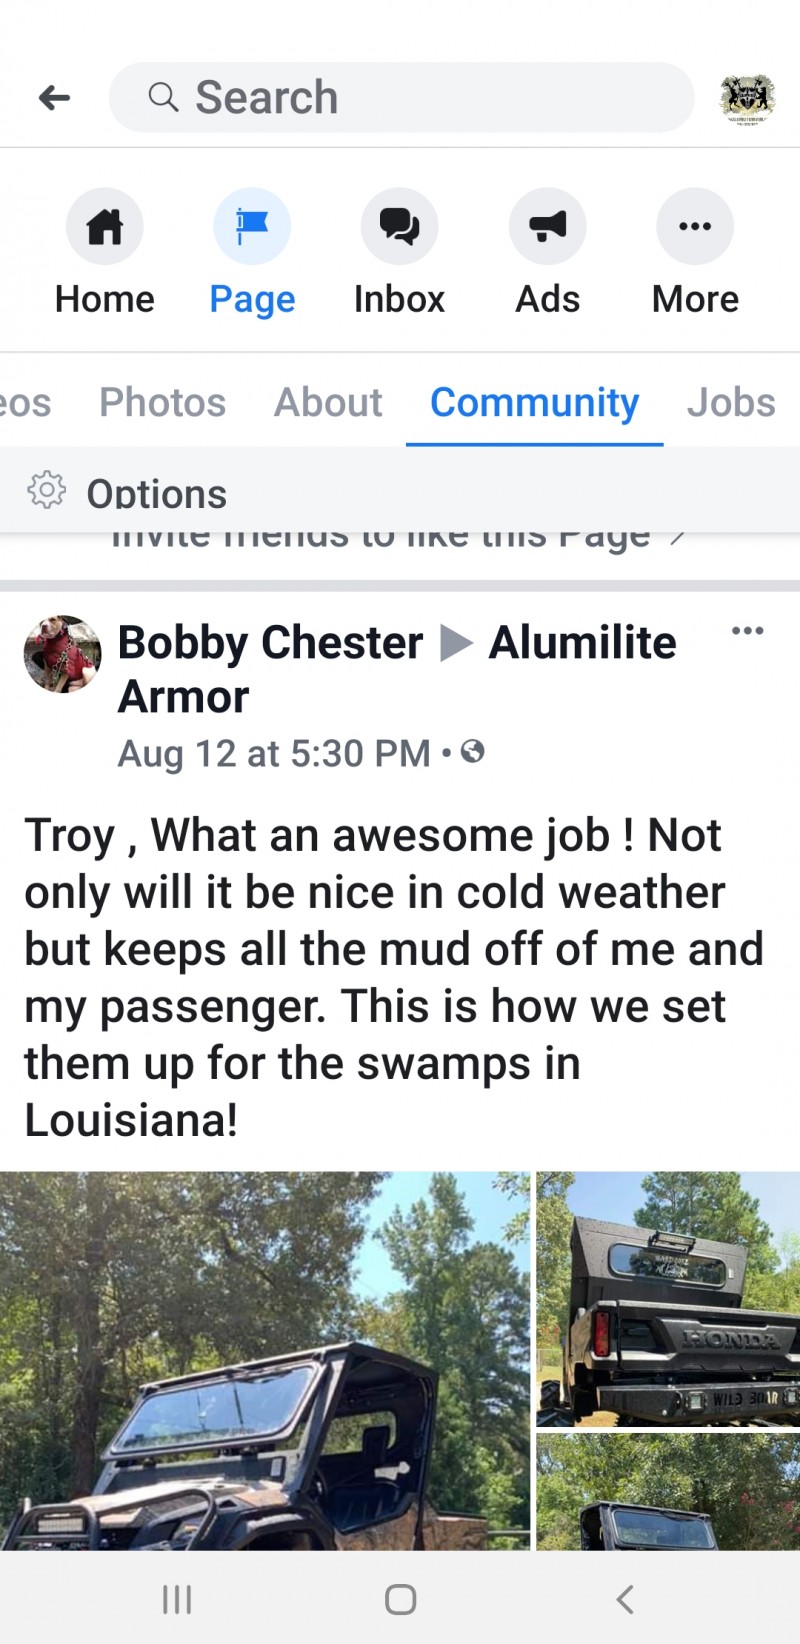 Search
Home Page Inbox Ads More
eos Photos About Community Jobs
Options
Invite friends to like this Page
Bobby Chester ▶ Alumilite
Armor
Aug 12 at 5:30 PM •
Troy , What an awesome job ! Not
only will it be nice in cold weather
but keeps all the mud off of me and
my passenger. This is how we set
them up for the swamps in
Louisiana!
HONDA
WILD BOAR